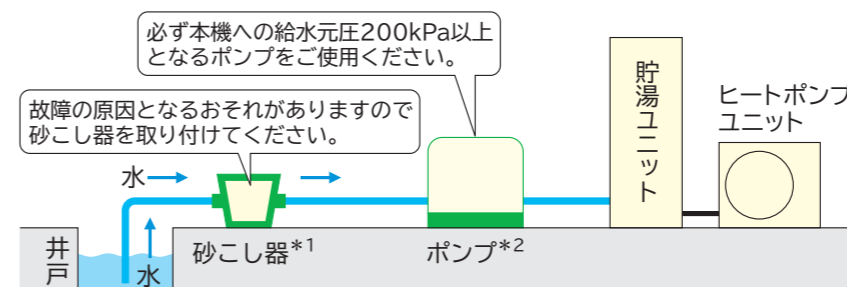 必ず本機への給水元圧200kPa以上
となるポンプをご使用ください。
故障の原因となるおそれがありますので
砂こし器を取り付けてください。
貯湯ユニット
ヒートポンプ
ユニット
水
井戸
水
砂こし器*1
ポンプ*2